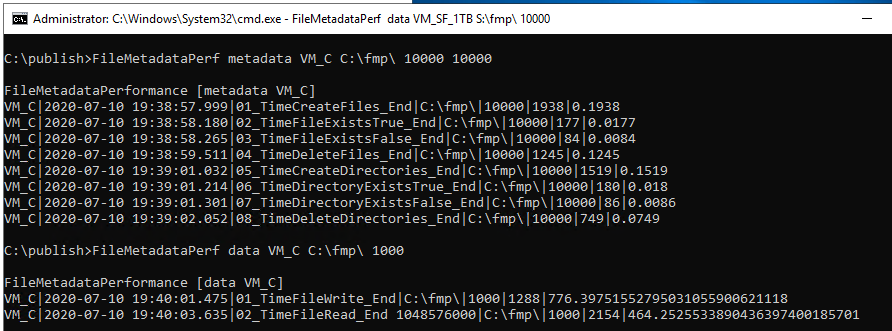 Administrator: C:\Windows\System32\cmd.exe - FileMetadataPerf  data VM_SF_1TB S:\fmp\ 10000
C:\publish>FileMetadataPerf metadata VM_C C:\fmp\ 10000 10000
FileMetadataPerformance [metadata VM_C]
VM_C|2020-07-10 19:38:57.999|01_TimeCreateFiles_End|C:\fmp\|10000|1938|0.1938
VM_C|2020-07-10 19:38:58.180|02_TimeFileExistsTrue_End|C:\fmp\|10000|177|0.0177
VM_C|2020-07-10 19:38:58.265|03_TimeFileExistsFalse_End|C:\fmp\|10000|84|0.0084
VM_C|2020-07-10 19:38:59.511|04_TimeDeleteFiles_End|C:\fmp\|10000|1245|0.1245
VM_C|2020-07-10 19:39:01.032|05_TimeCreateDirectories_End|C:\fmp\|10000|1519|0.1519
VM_C|2020-07-10 19:39:01.214|06_TimeDirectoryExistsTrue_End|C:\fmp\|10000|180|0.018
VM_C|2020-07-10 19:39:01.301|07_TimeDirectoryExistsFalse_End|C:\fmp\|10000|86|0.0086
VM_C|2020-07-10 19:39:02.052|08_TimeDeleteDirectories_End|C:\fmp\|10000|749|0.0749
C:\publish>FileMetadataPerf data VM_C C:\fmp\ 1000
FileMetadataPerformance [data VM_C]
VM_C|2020-07-10 19:40:01.475|01_TimeFileWrite_End|C:\fmp\|1000|1288|776.39751552795031055900621118
VM_C|2020-07-10 19:40:03.635|02_TimeFileRead_End 1048576000|C:\fmp\|1000|2154|464.2525533890436397400185701